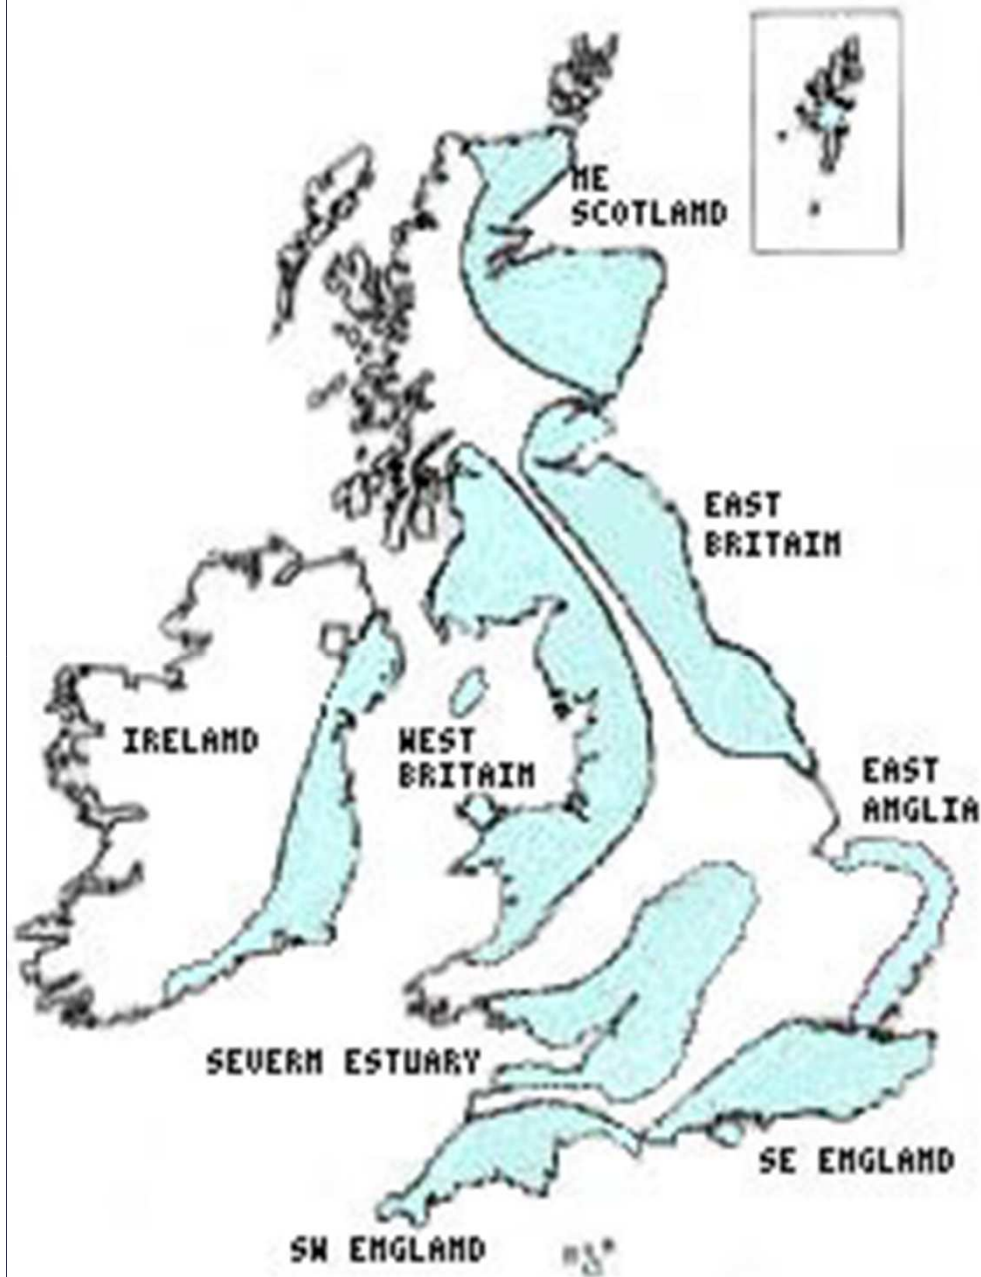 NE
SCOTLAND
EAST
BRITAIN
IRELAND
WEST
BRITAIN
EAST
ANGLIA
SEVERN ESTUARY
SE ENGLAND
SW ENGLAND